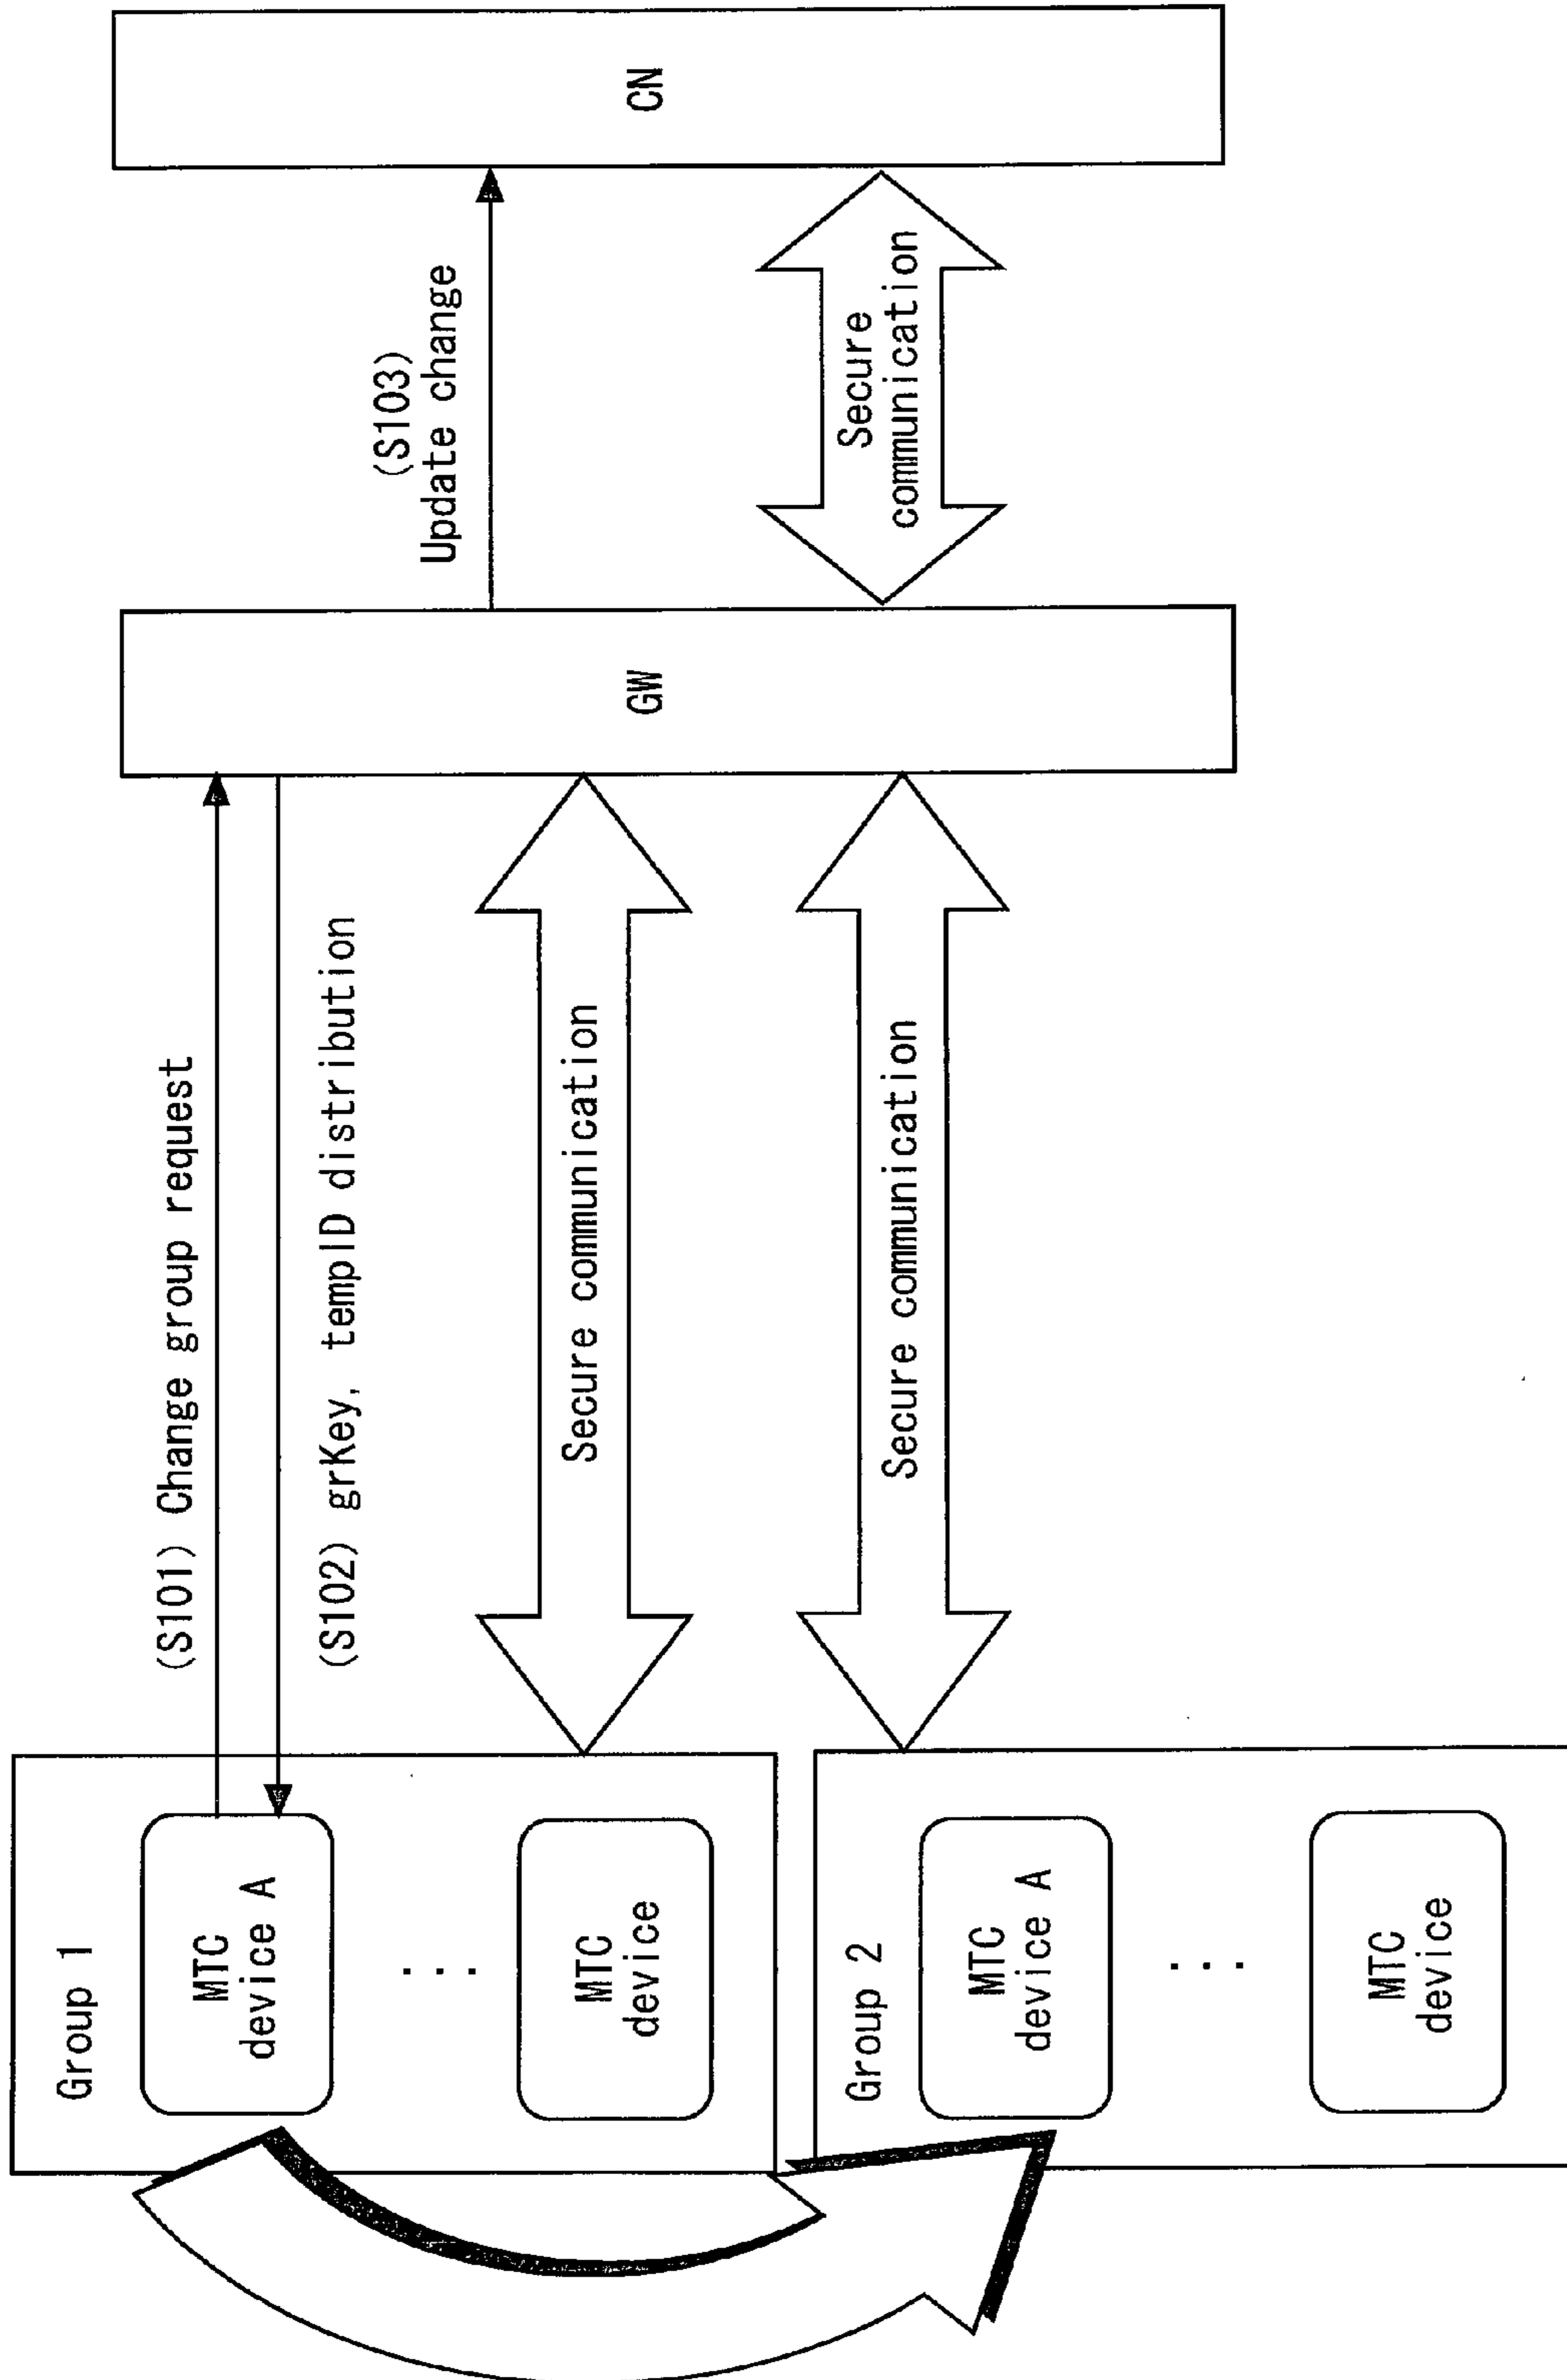 Group 1
MTC
device A
...
MTC
device
Group 2
MTC
device A
...
MTC
device
(S101) Change group request
(S102) grKey, tempID distribution
Secure communication
Secure communication
GW
(S103)
Update change
Secure
communication
CN